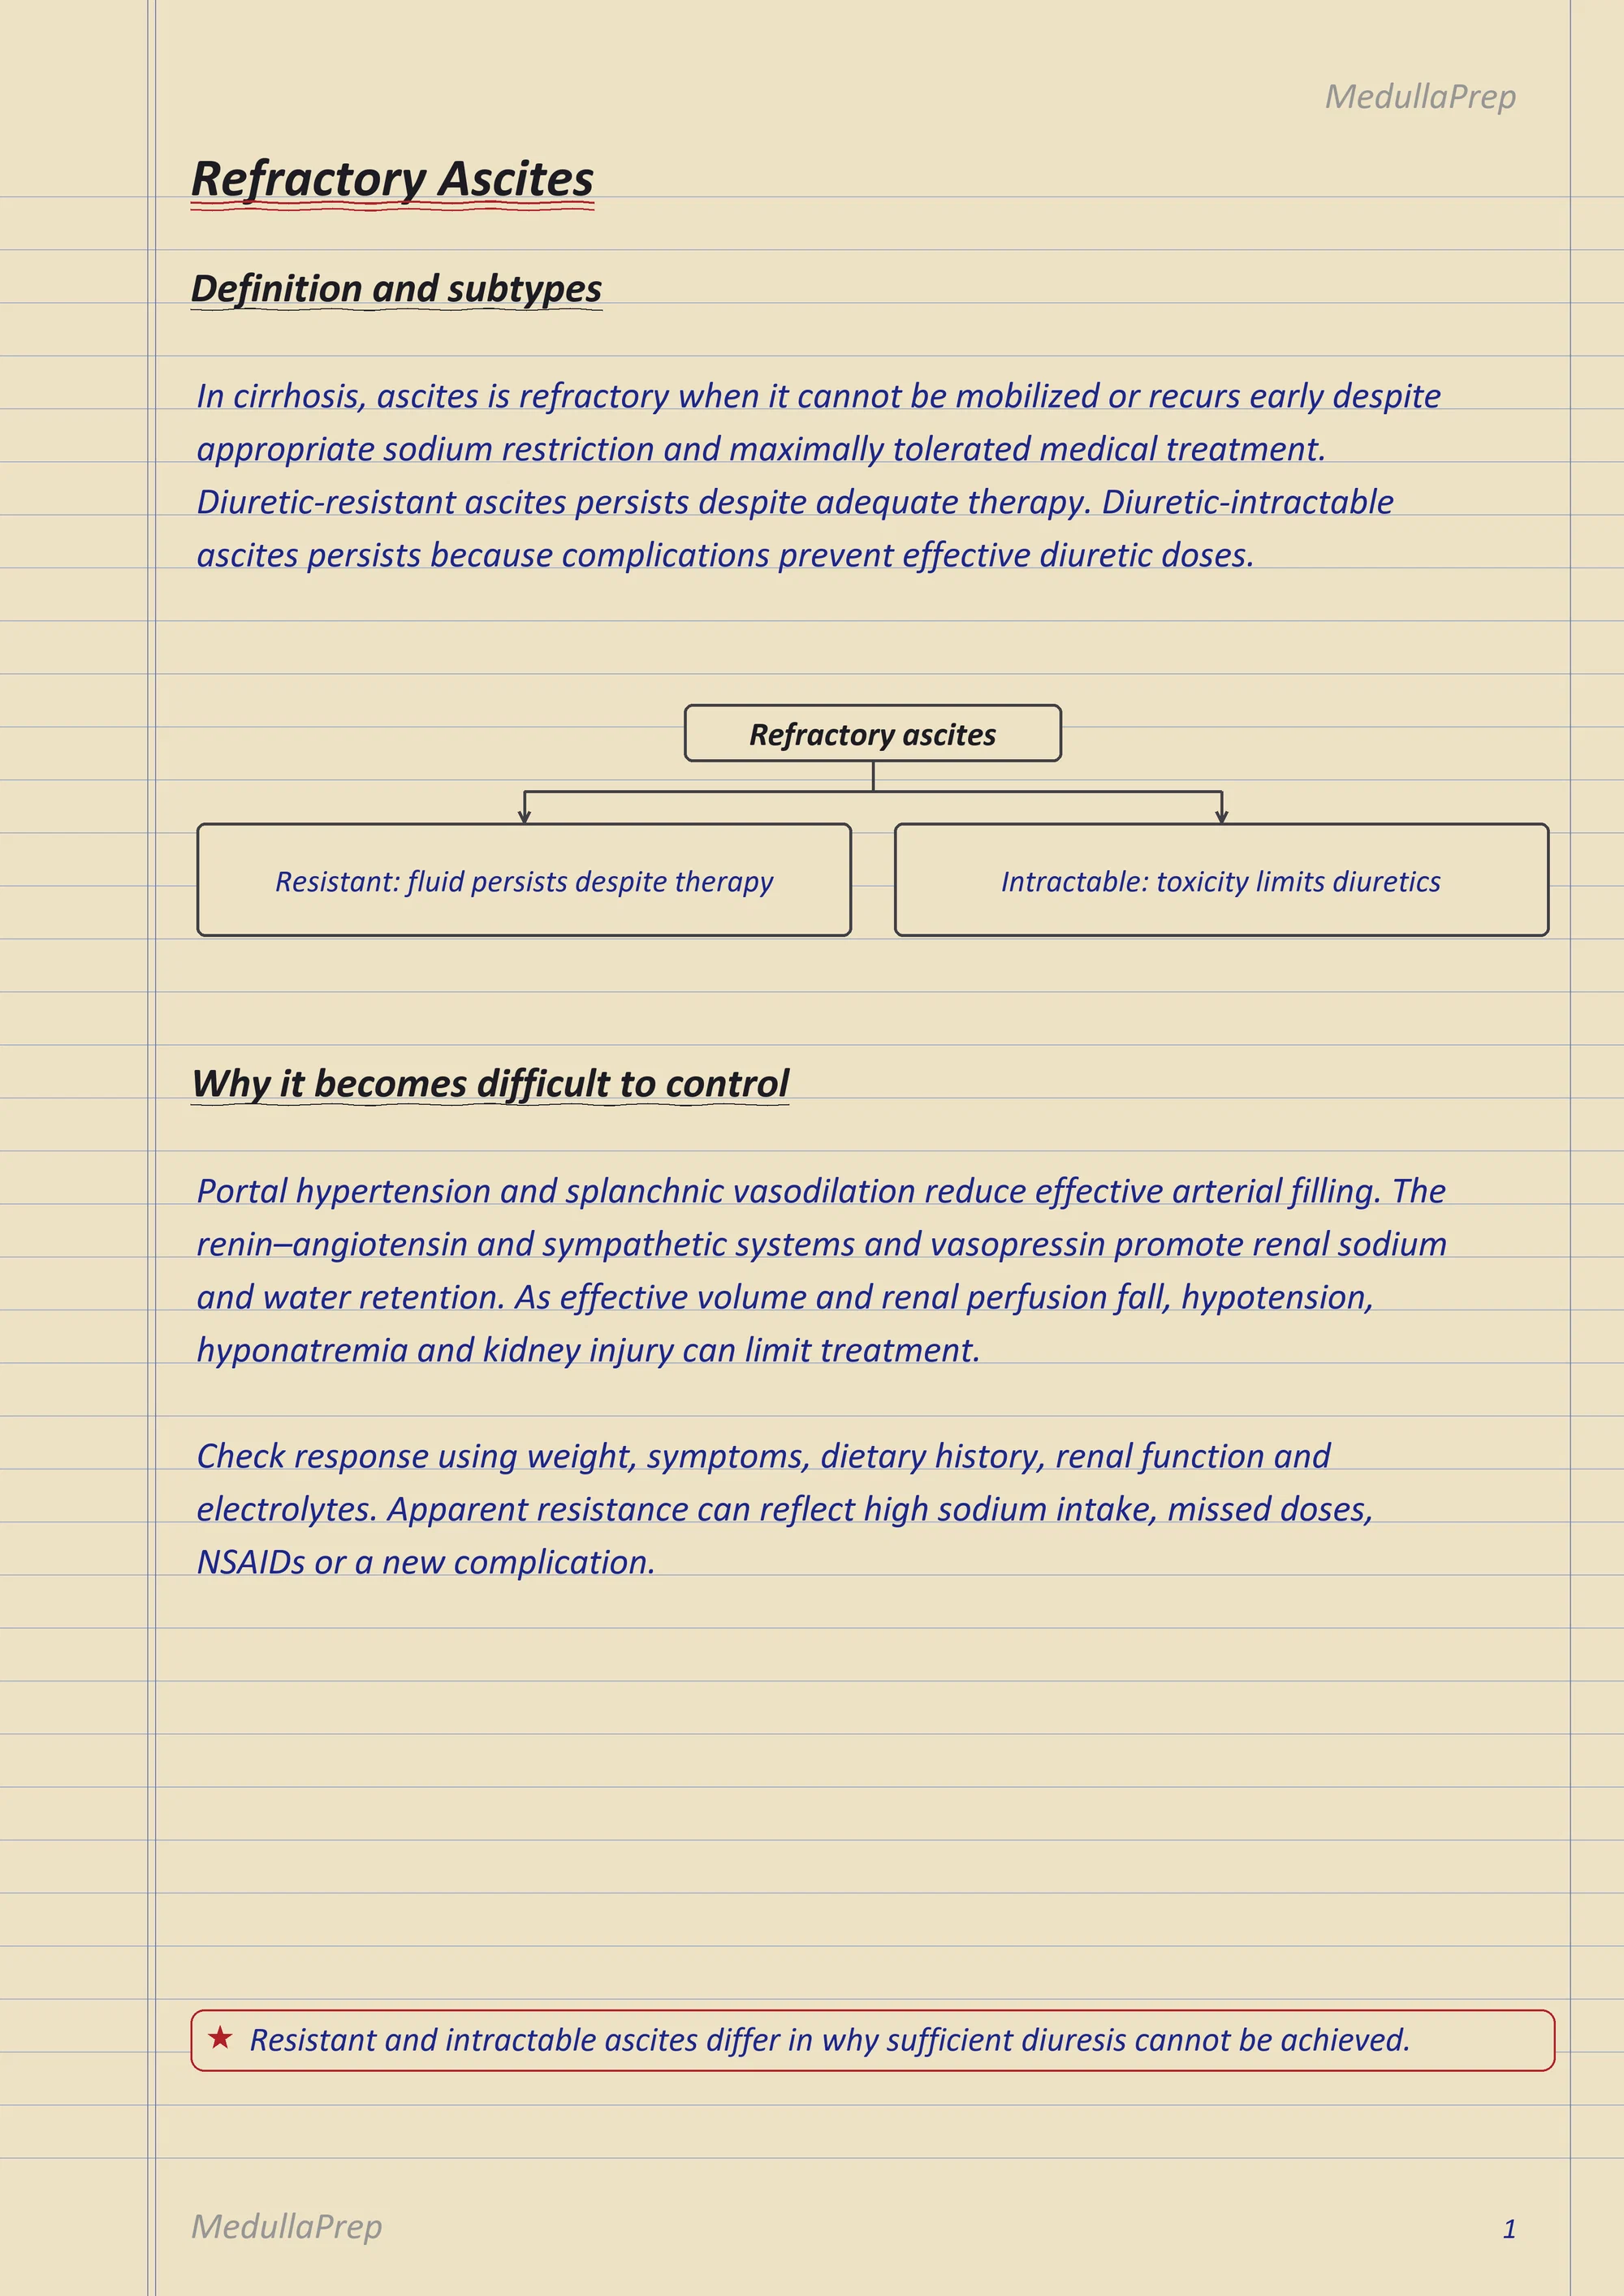 MedullaPrep
Refractory Ascites
Definition and subtypes
In cirrhosis, ascites is refractory when it cannot be mobilized or recurs early despite
appropriate sodium restriction and maximally tolerated medical treatment.
Diuretic-resistant ascites persists despite adequate therapy. Diuretic-intractable
ascites persists because complications prevent effective diuretic doses.
Refractory ascites
Resistant: fluid persists despite therapy
Intractable: toxicity limits diuretics
Why it becomes difficult to control
Portal hypertension and splanchnic vasodilation reduce effective arterial filling. The
renin–angiotensin and sympathetic systems and vasopressin promote renal sodium
and water retention. As effective volume and renal perfusion fall, hypotension,
hyponatremia and kidney injury can limit treatment.
Check response using weight, symptoms, dietary history, renal function and
electrolytes. Apparent resistance can reflect high sodium intake, missed doses,
NSAIDs or a new complication.
★ Resistant and intractable ascites differ in why sufficient diuresis cannot be achieved.
MedullaPrep
1